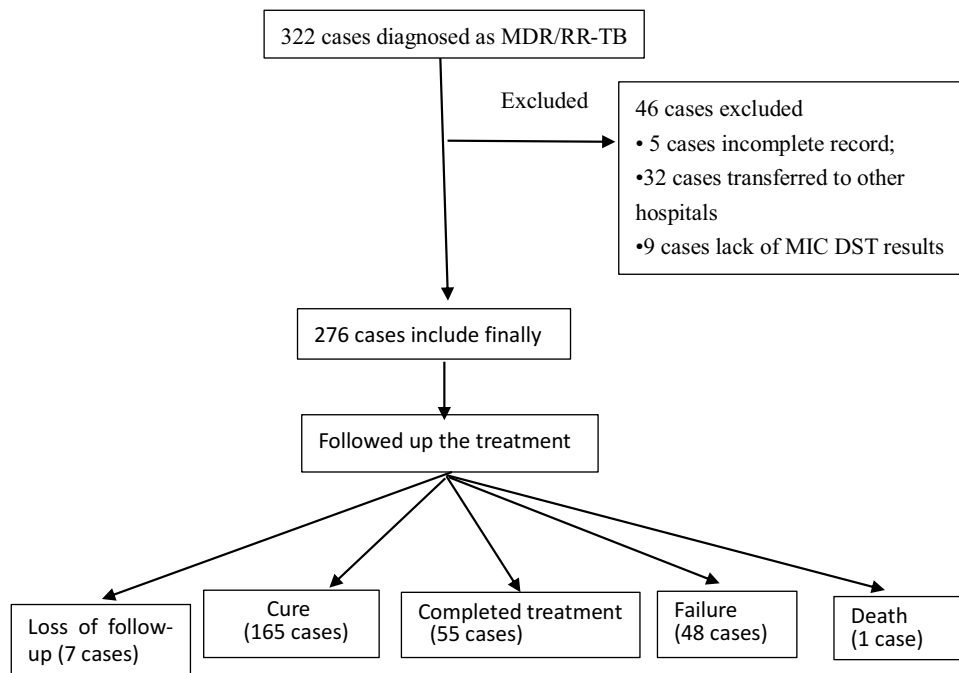 322 cases diagnosed as MDR/RR-TB
Excluded
46 cases excluded
• 5 cases incomplete record;
•32 cases transferred to other
hospitals
•9 cases lack of MIC DST results
276 cases include finally
Followed up the treatment
Loss of follow-
up (7 cases)
Cure
(165 cases)
Completed treatment
(55 cases)
Failure
(48 cases)
Death
(1 case)